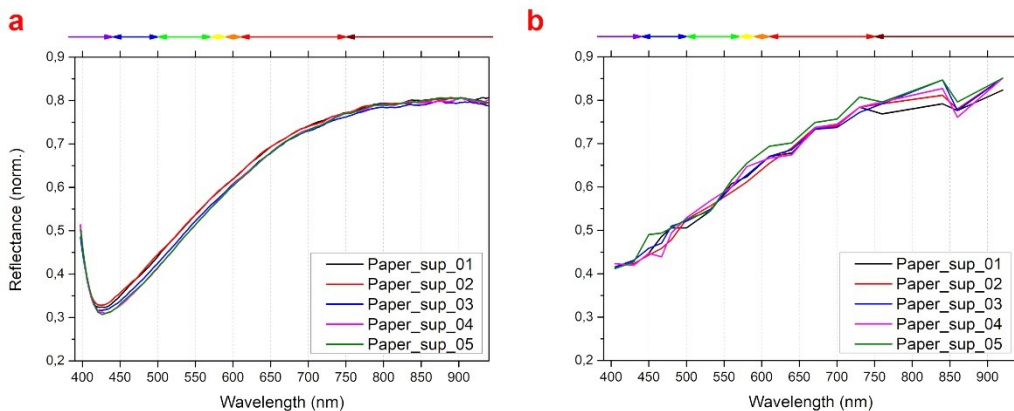 a
Reflectance (norm.)
0,9
0,8
0,7
0,6
0,5
0,4
0,3
0,2
Paper_sup_01
Paper_sup_02
Paper_sup_03
Paper_sup_04
Paper_sup_05
400 450 500 550 600 650 700 750 800 850 900
Wavelength (nm)
b
0,9
0,8
0,7
0,6
0,5
0,4
0,3
0,2
Paper_sup_01
Paper_sup_02
Paper_sup_03
Paper_sup_04
Paper_sup_05
400 450 500 550 600 650 700 750 800 850 900
Wavelength (nm)